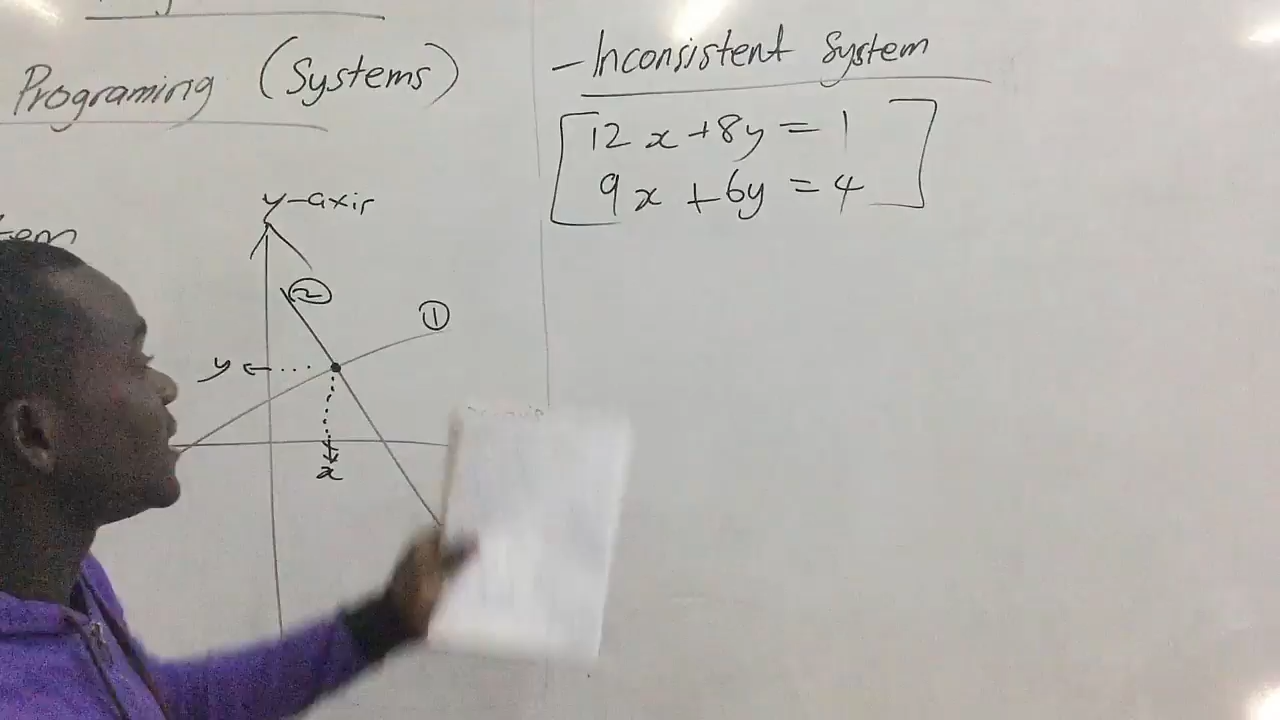 Programing (Systems)
y-axis
②
①
y
x
- Inconsistent System
12x + 8y = 1
9x + 6y = 4